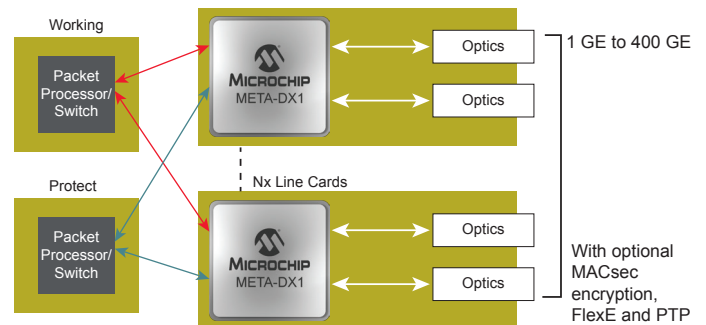 Working
Packet
Processor/
Switch
MICROCHIP
META-DX1
Optics
Optics
1 GE to 400 GE
Protect
Packet
Processor/
Switch
Nx Line Cards
MICROCHIP
META-DX1
Optics
Optics
With optional
MACsec
encryption,
FlexE and PTP